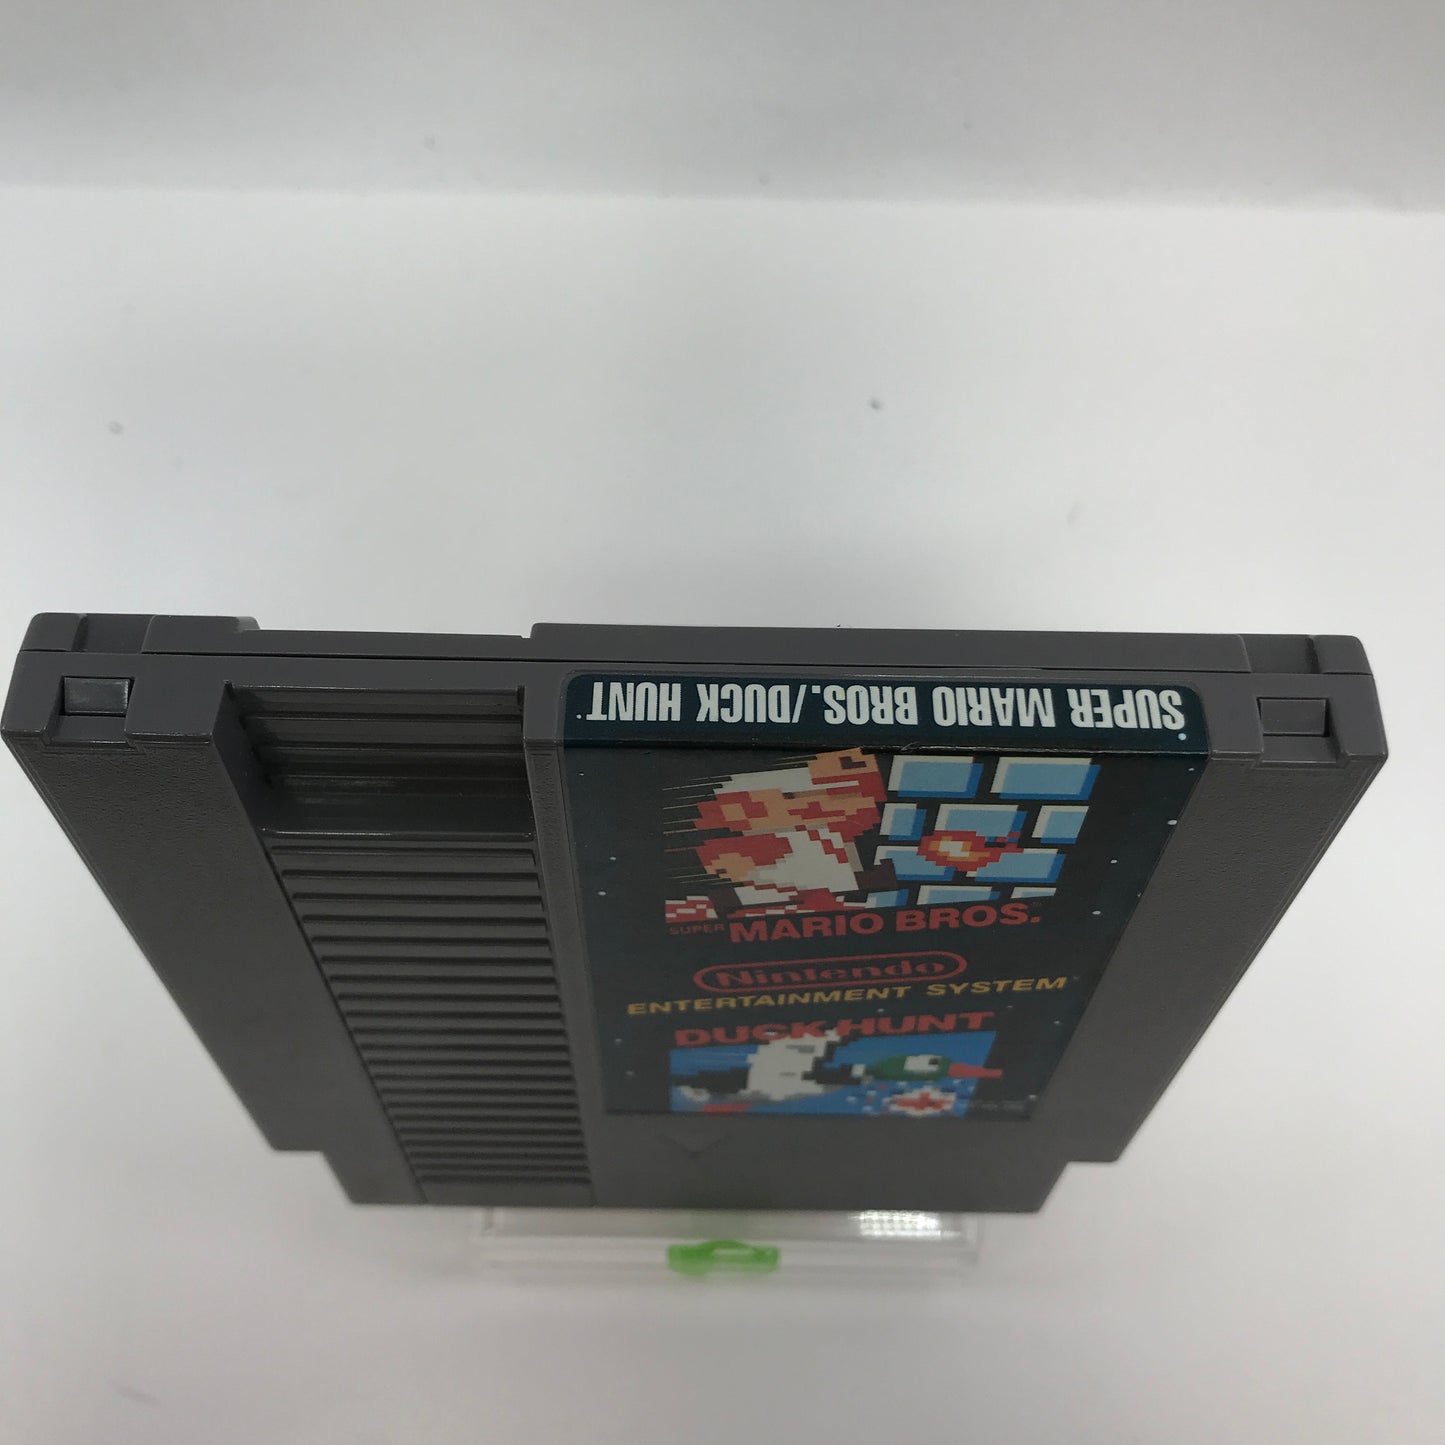 SUPER MARIO BROS./DUCK HUNT
SUPER MARIO BROS.
Nintendo
ENTERTAINMENT SYSTEM
DUCK HUNT